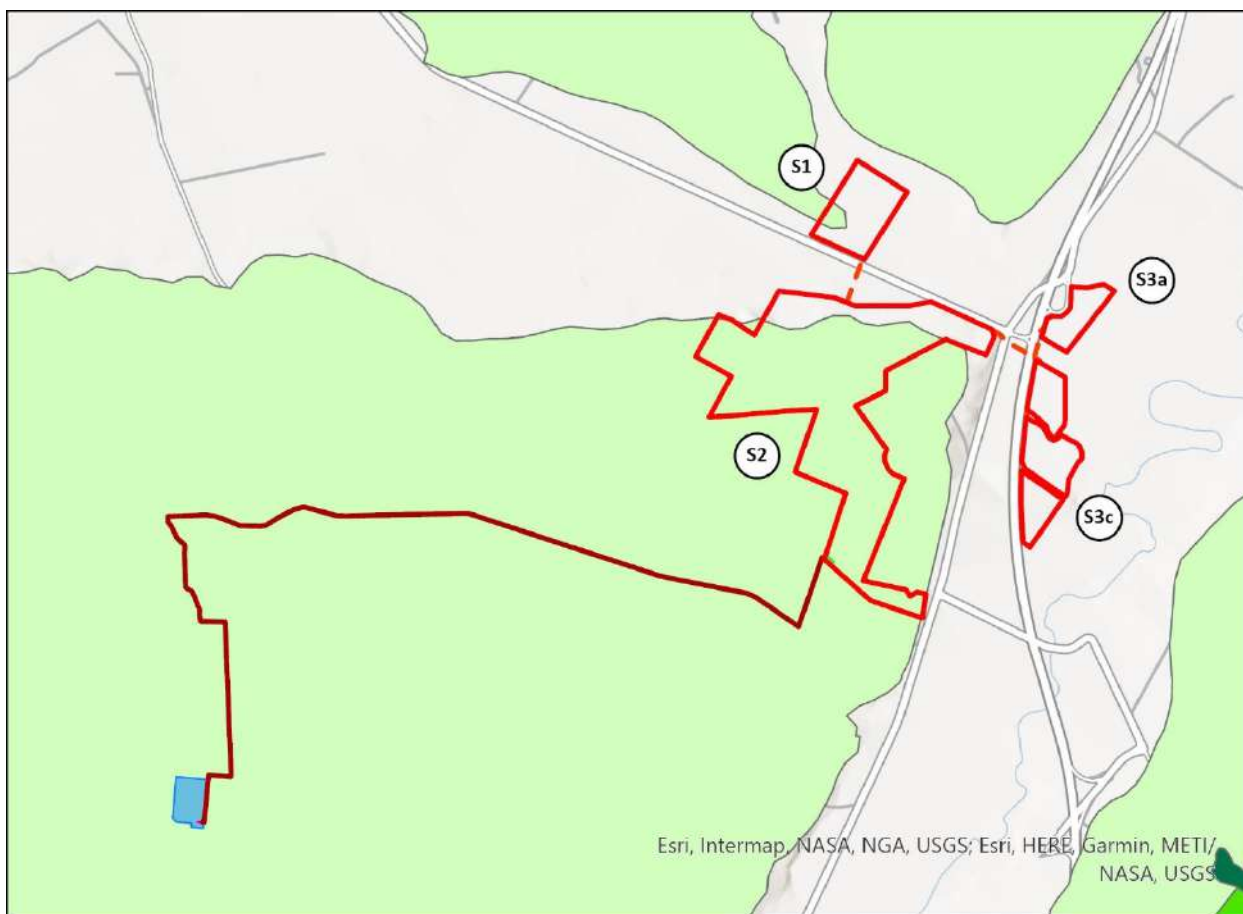 S1
S3a
S2
S3c
Esri, Intermap, NASA, NGA, USGS; Esri, HERE, Garmin, METI/
NASA, USGS